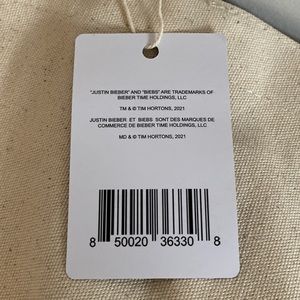 "JUSTIN BIEBER" AND "BIEBS" ARE TRADEMARKS OF
BIEBER TIME HOLDINGS, LLC
TM & © TIM HORTONS, 2021
JUSTIN BIEBER ET BIEBS SONT DES MARQUES DE
COMMERCE DE BIEBER TIME HOLDINGS, LLC
MD & © TIM HORTONS, 2021
8 50020 36330 8